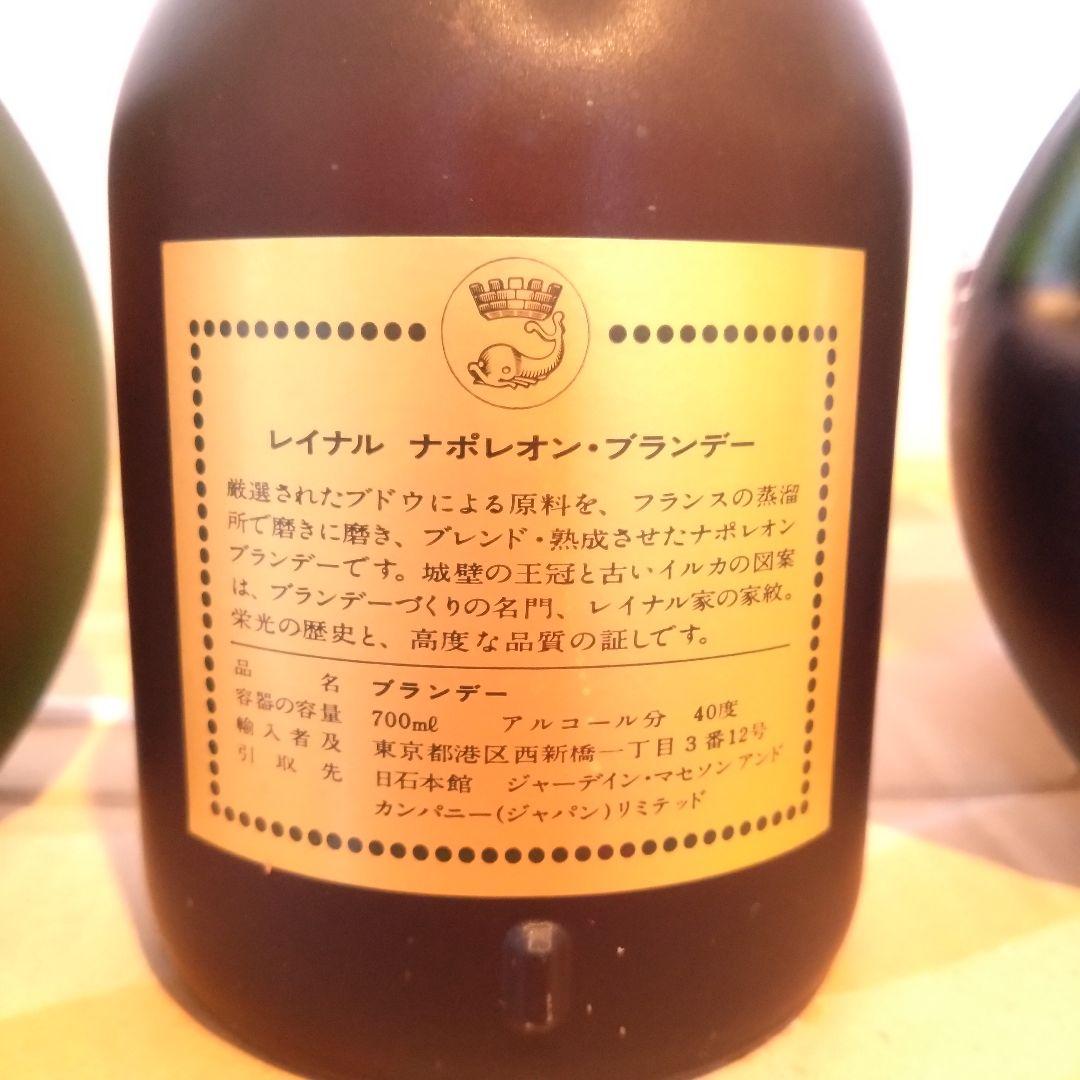 レイナル ナポレオン・ブランデー
厳選されたブドウによる原料を、フランスの蒸溜
所で磨きに磨き、ブレンド・熟成させたナポレオン
ブランデーです。城壁の王冠と古いイルカの図案
は、ブランデーづくりの名門、レイナル家の家紋。
栄光の歴史と、高度な品質の証しです。
品名 ブランデー
容器の容量 700mℓ アルコール分 40度
輸入者及 東京都港区西新橋一丁目3番12号
引取先 日石本館 ジャーデイン・マセソン アンド
カンパニー(ジャパン)リミテッド